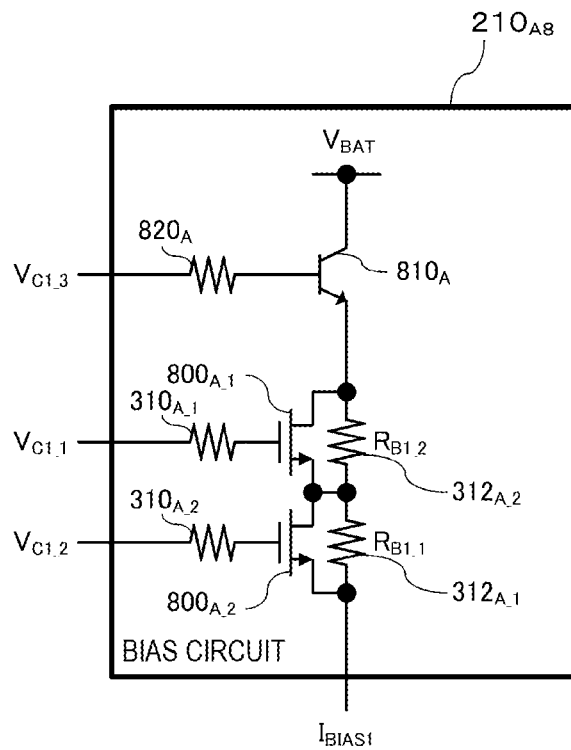 210A8
VBAT
820A
VC1_3
810A
800A_1
310A_1
VC1_1
RB1_2
312A_2
310A_2
VC1_2
RB1_1
800A_2
312A_1
BIAS CIRCUIT
IBIAS1